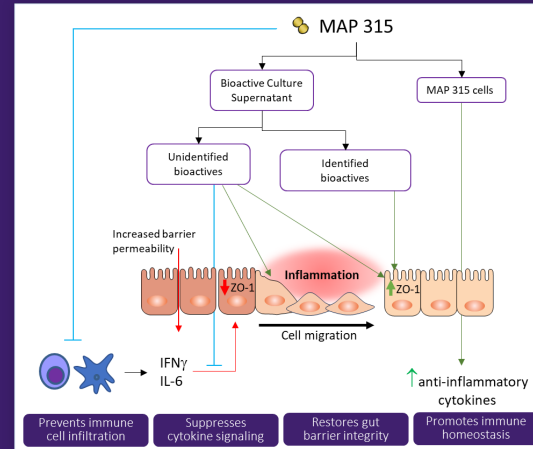 MAP 315
Bioactive Culture
Supernatant
MAP 315 cells
Unidentified
bioactives
Identified
bioactives
Increased barrier
permeability
Inflammation
ZO-1
ZO-1
Cell migration
IFNγ
IL-6
anti-inflammatory
cytokines
Prevents immune
cell infiltration
Suppresses
cytokine signaling
Restores gut
barrier integrity
Promotes immune
homeostasis